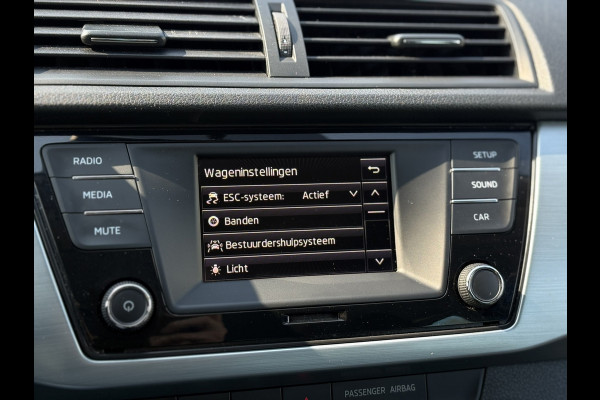 RADIO
MEDIA
MUTE
Wageninstellingen
ESC-systeem: Actief
Banden
Bestuurdershulpsysteem
Licht
SETUP
SOUND
CAR
PASSENGER AIRBAG